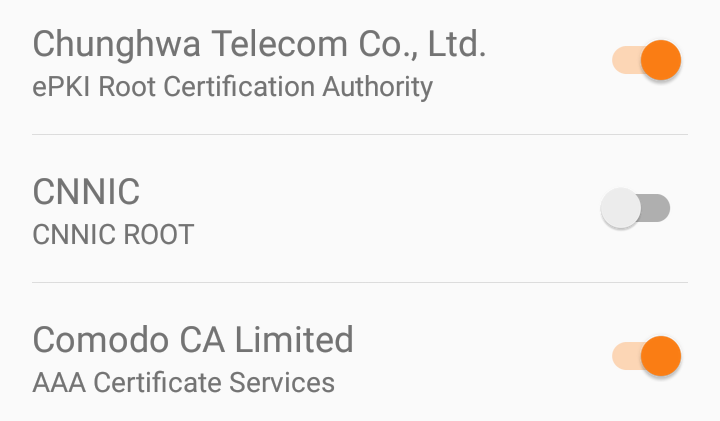 Chunghwa Telecom Co., Ltd.
ePKI Root Certification Authority
CNNIC
CNNIC ROOT
Comodo CA Limited
AAA Certificate Services